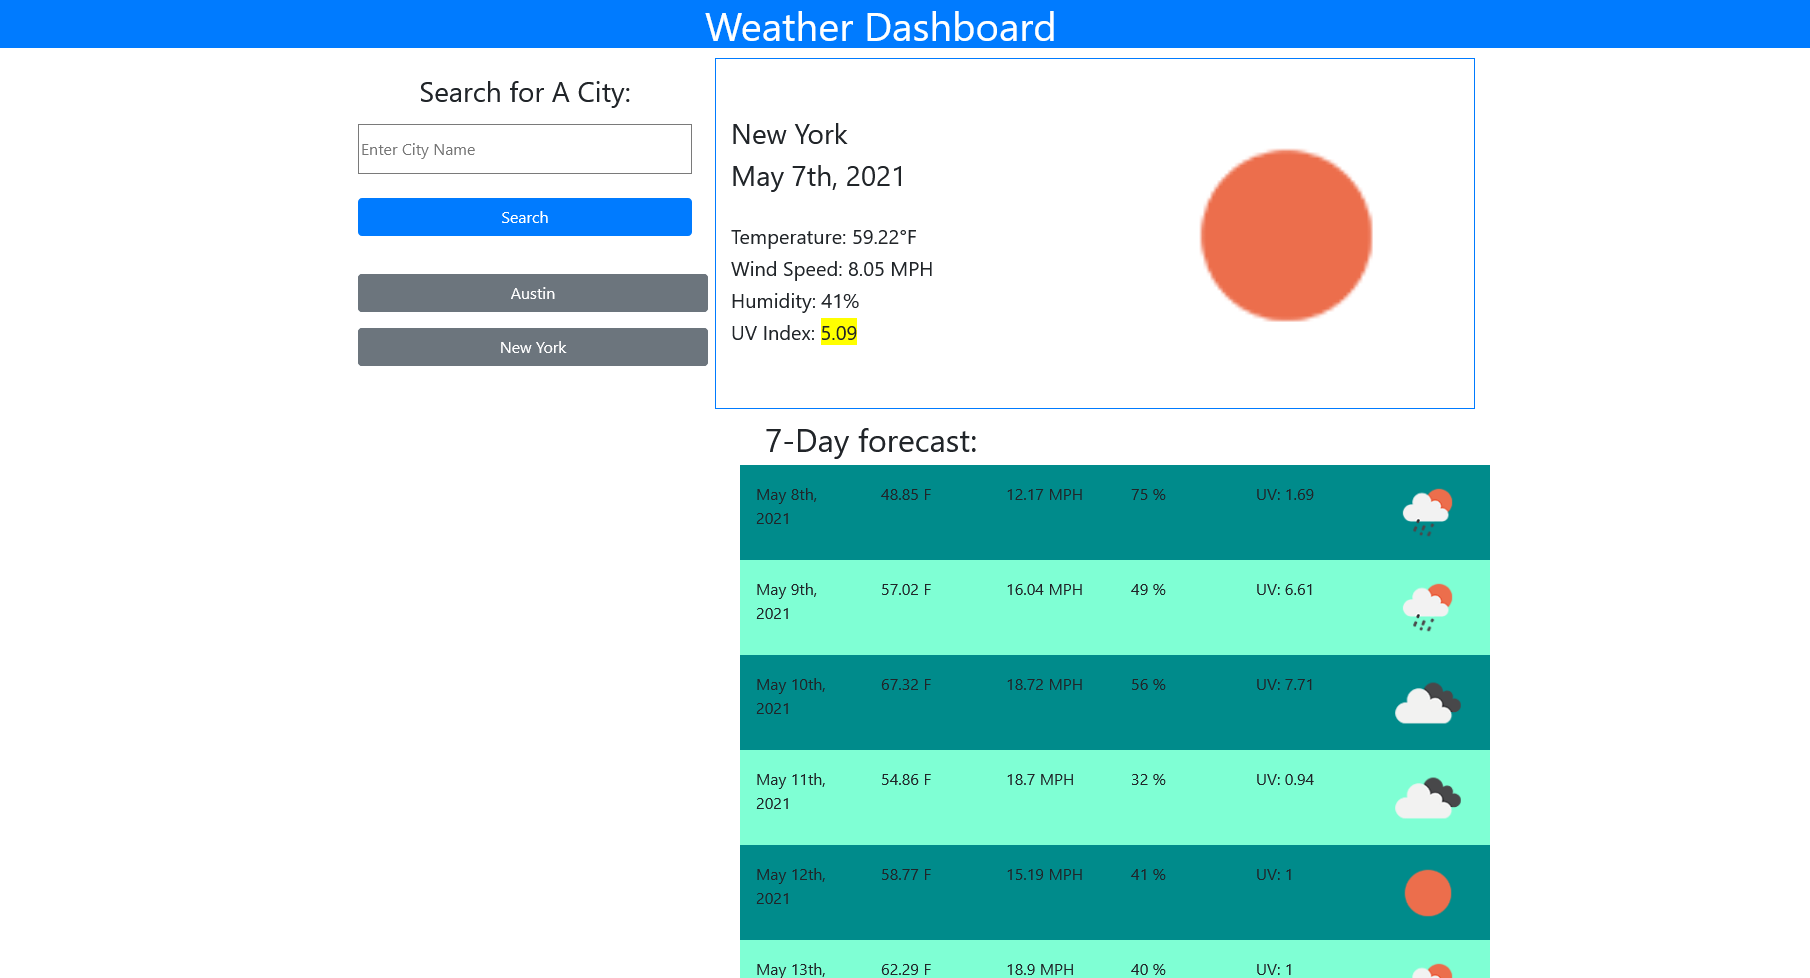 Weather Dashboard
Search for A City:
Enter City Name
Search
Austin
New York
New York
May 7th, 2021
Temperature: 59.22°F
Wind Speed: 8.05 MPH
Humidity: 41%
UV Index: 5.09
7-Day forecast:
May 8th, 48.85 F 12.17 MPH 75 % UV: 1.69
2021
May 9th, 57.02 F 16.04 MPH 49 % UV: 6.61
2021
May 10th, 67.32 F 18.72 MPH 56 % UV: 7.71
2021
May 11th, 54.86 F 18.7 MPH 32 % UV: 0.94
2021
May 12th, 58.77 F 15.19 MPH 41 % UV: 1
2021
May 13th, 62.29 F 18.9 MPH 40 % UV: 1